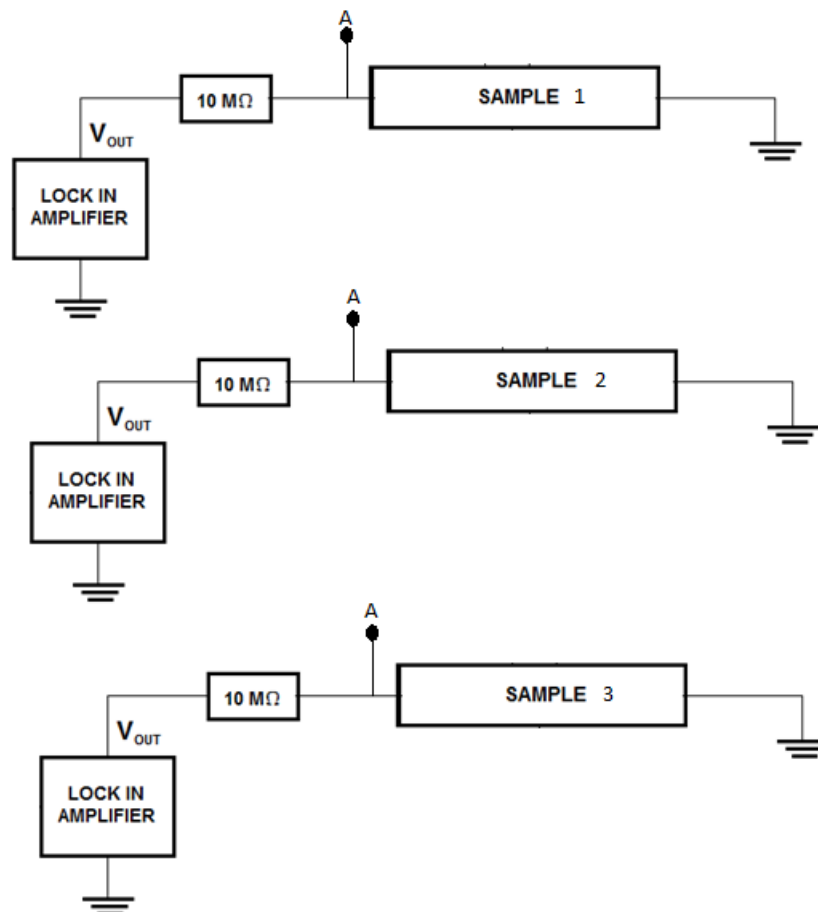 A
10 MΩ
SAMPLE 1
VOUT
LOCK IN
AMPLIFIER
A
10 MΩ
SAMPLE 2
VOUT
LOCK IN
AMPLIFIER
A
10 MΩ
SAMPLE 3
VOUT
LOCK IN
AMPLIFIER